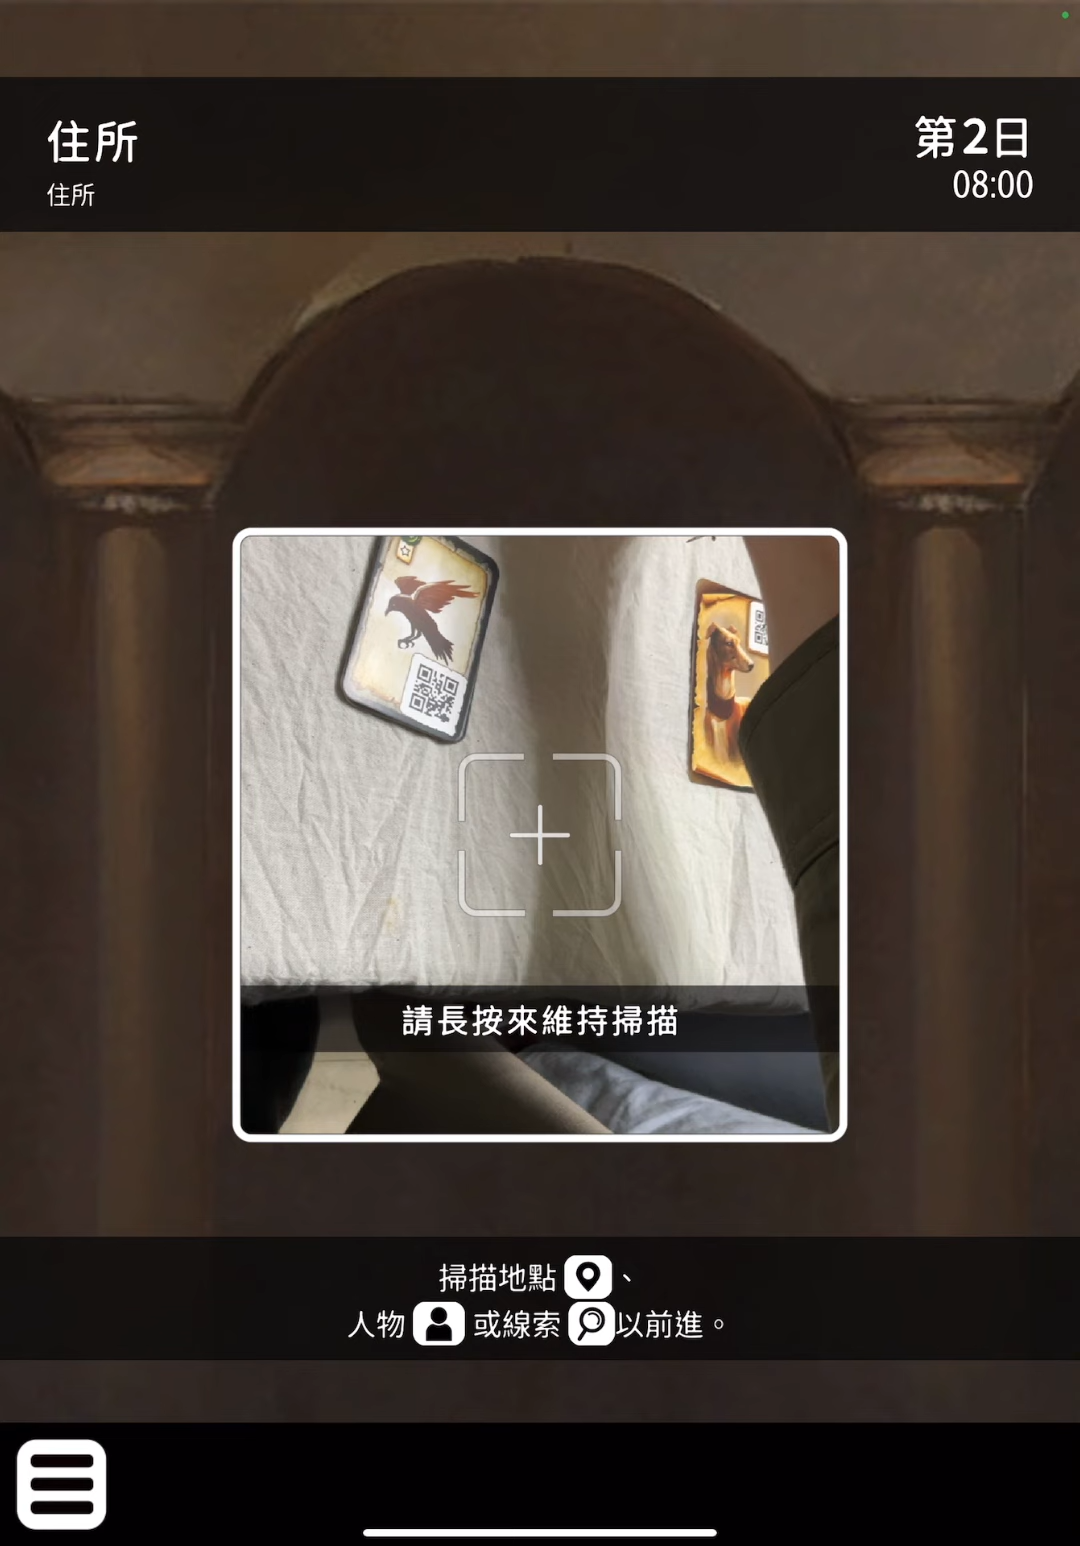 住所
住所
第2日
08:00
請長按來維持掃描
掃描地點、
人物 或線索 以前進。